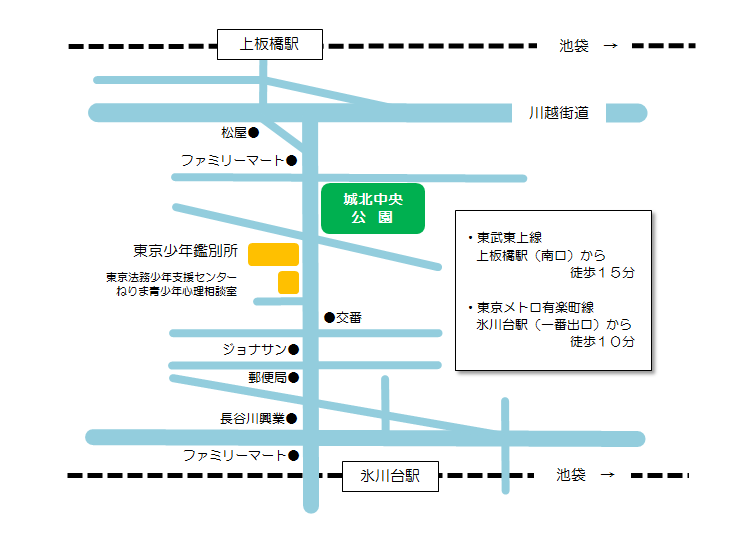 上板橋駅
池袋　→
川越街道
松屋●
ファミリーマート●
城北中央
公　園
東京少年鑑別所
東京法務少年支援センター
ねりま青少年心理相談室
・東武東上線
上板橋駅（南口）から
徒歩１５分
・東京メトロ有楽町線
氷川台駅（一番出口）から
徒歩１０分
●交番
ジョナサン●
郵便局●
長谷川興業●
ファミリーマート●
氷川台駅
池袋　→